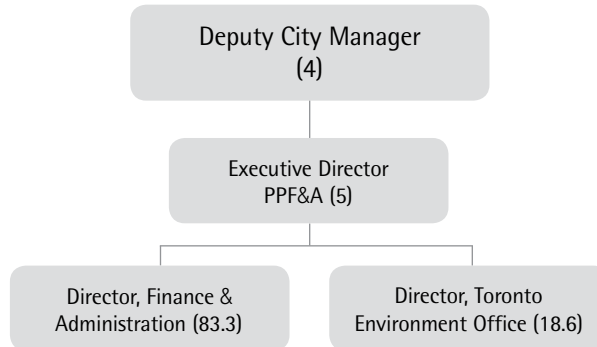 Deputy City Manager
(4)
Executive Director
PPF&A (5)
Director, Finance &
Administration (83.3)
Director, Toronto
Environment Office (18.6)